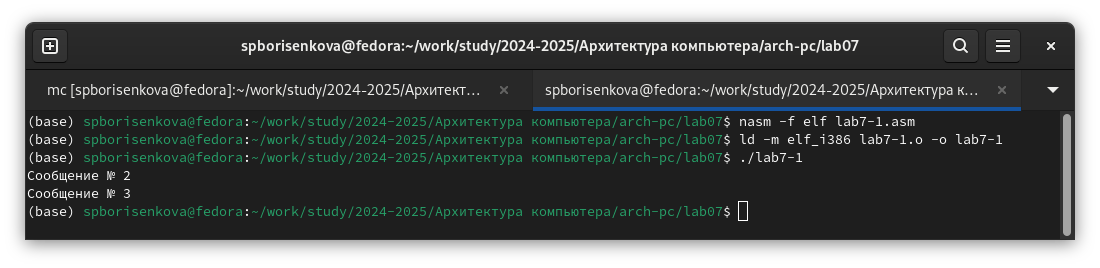 spborisenkova@fedora:~/work/study/2024-2025/Архитектура компьютера/arch-pc/lab07
mc [spborisenkova@fedora]:~/work/study/2024-2025/Архитект...
spborisenkova@fedora:~/work/study/2024-2025/Архитектура к...
(base) spborisenkova@fedora:~/work/study/2024-2025/Архитектура компьютера/arch-pc/lab07$ nasm -f elf lab7-1.asm
(base) spborisenkova@fedora:~/work/study/2024-2025/Архитектура компьютера/arch-pc/lab07$ ld -m elf_i386 lab7-1.o -o lab7-1
(base) spborisenkova@fedora:~/work/study/2024-2025/Архитектура компьютера/arch-pc/lab07$ ./lab7-1
Сообщение № 2
Сообщение № 3
(base) spborisenkova@fedora:~/work/study/2024-2025/Архитектура компьютера/arch-pc/lab07$